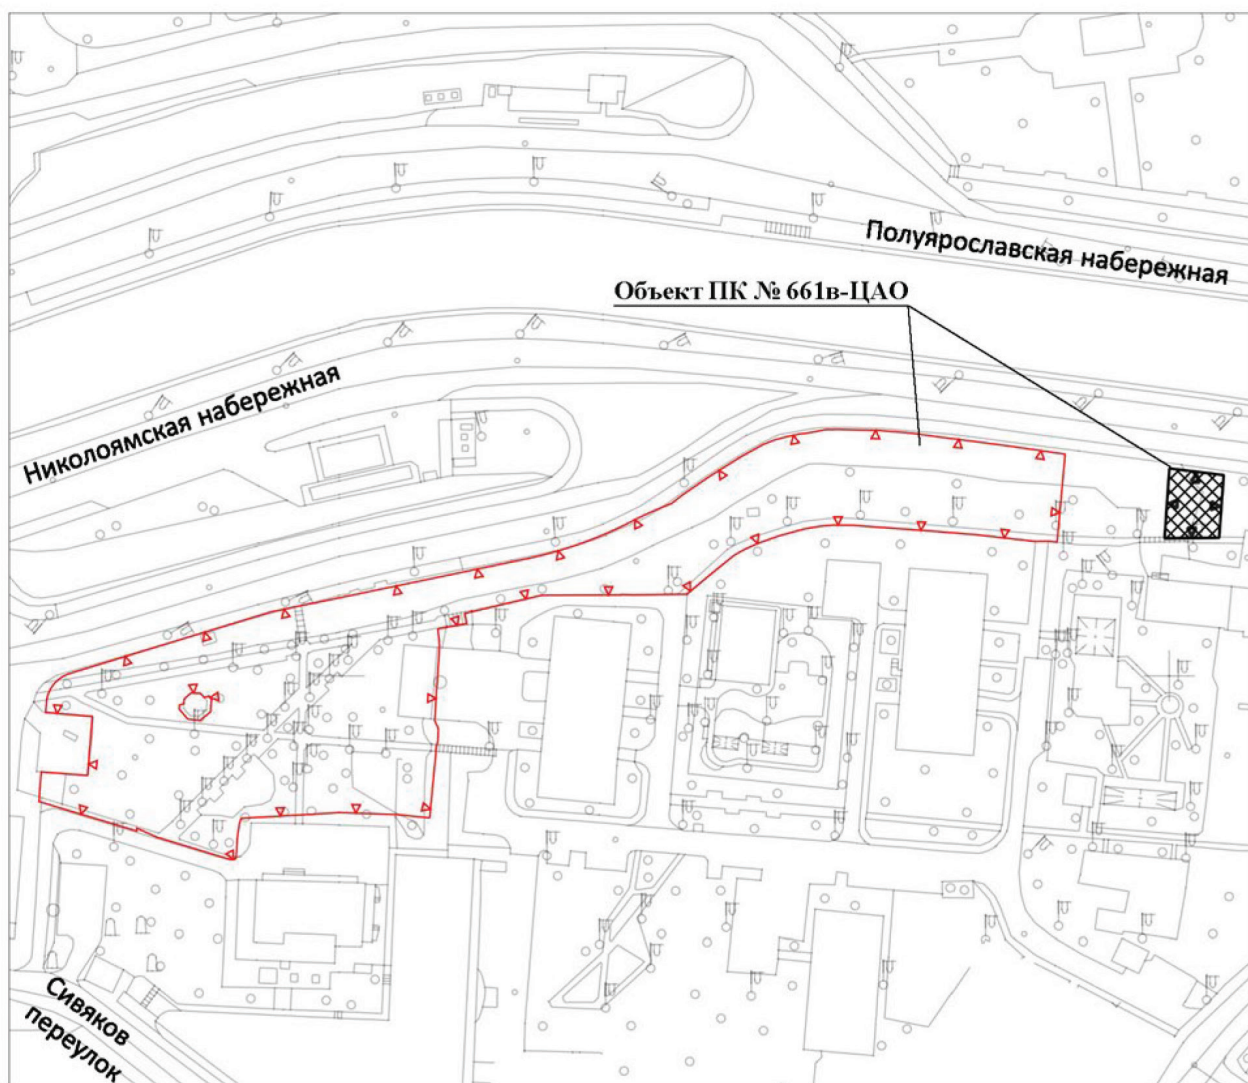 Полуярославская набережная
Объект ПК № 661в-ЦАО
Николоямская набережная
Сивяков
переулок